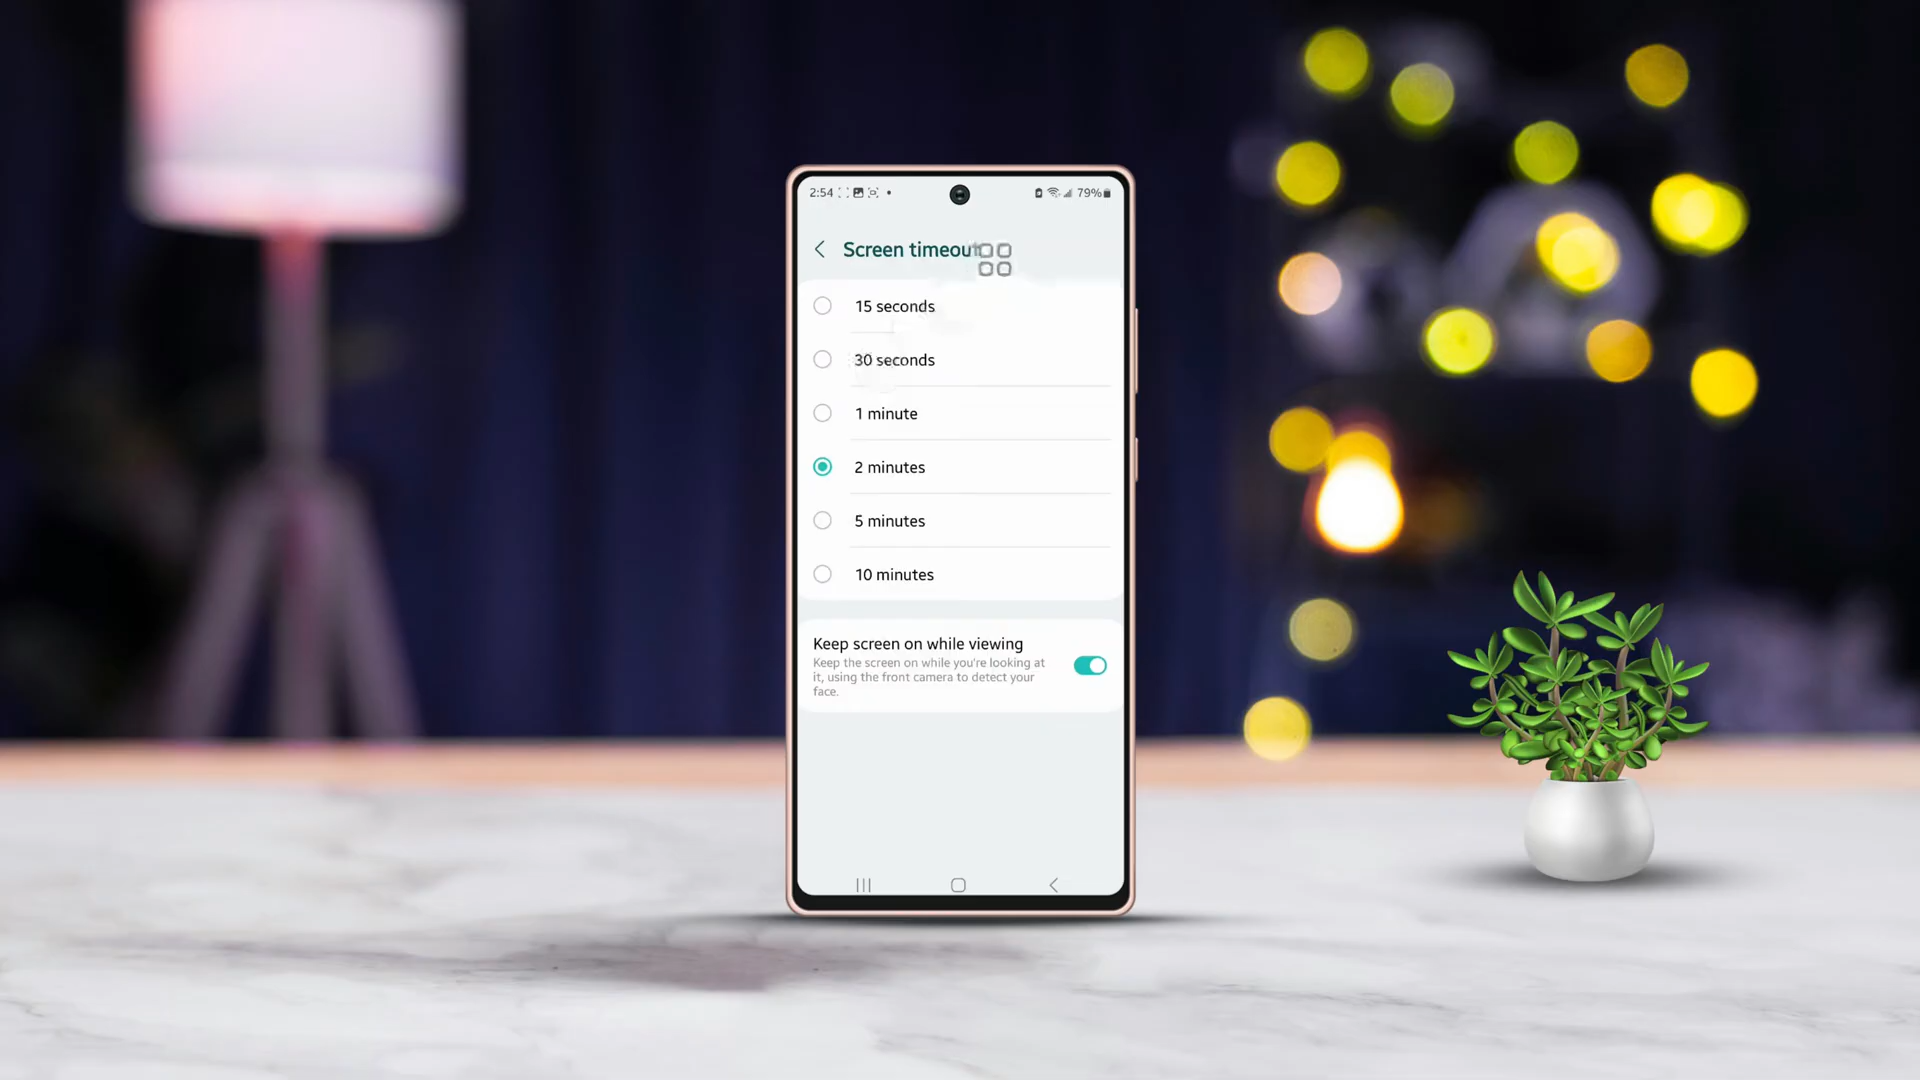 2:54
79%
Screen timeout
15 seconds
30 seconds
1 minute
2 minutes
5 minutes
10 minutes
Keep screen on while viewing
Keep the screen on while you're looking at
it, using the front camera to detect your
face.